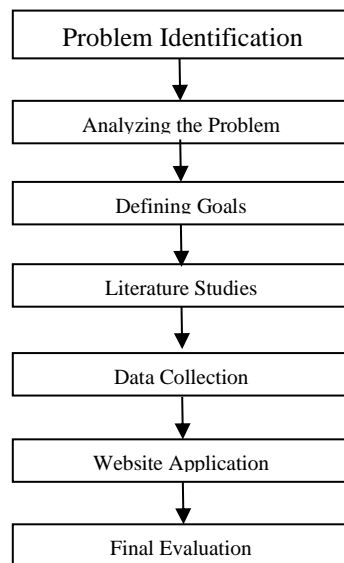 Problem Identification
Analyzing the Problem
Defining Goals
Literature Studies
Data Collection
Website Application
Final Evaluation